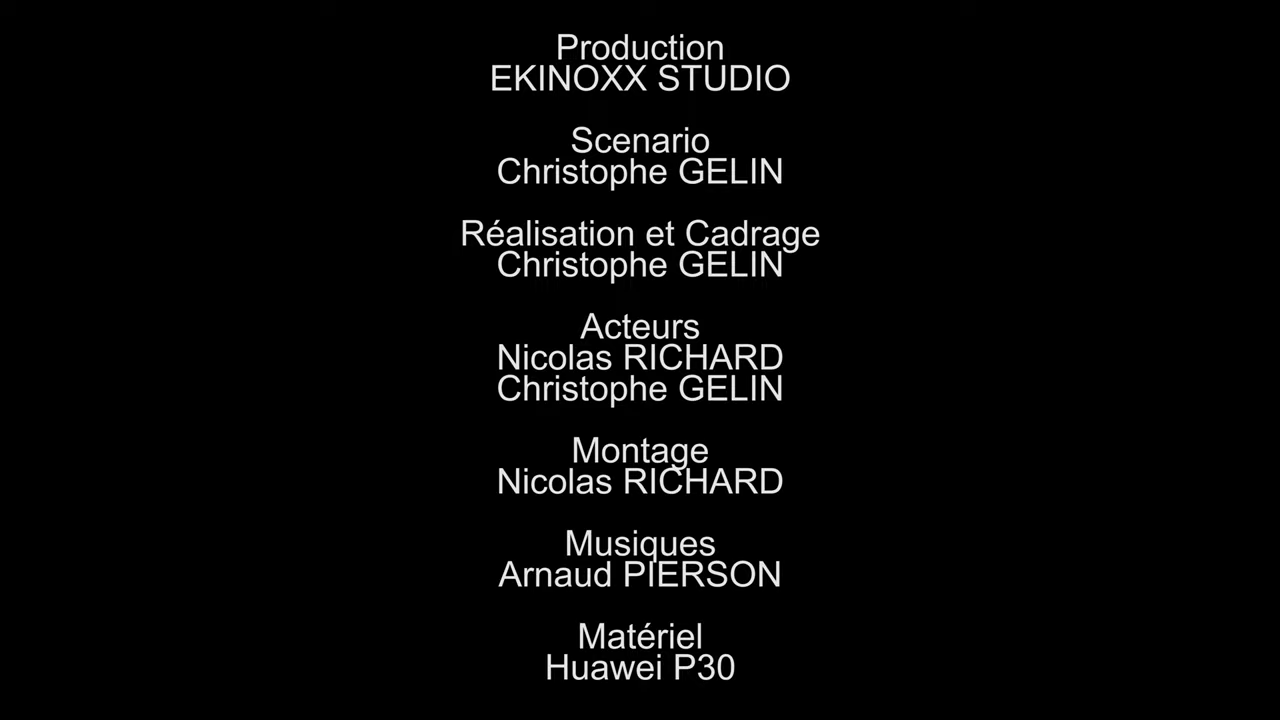 Production
EKINOXX STUDIO
Scenario
Christophe GELIN
Réalisation et Cadrage
Christophe GELIN
Acteurs
Nicolas RICHARD
Christophe GELIN
Montage
Nicolas RICHARD
Musiques
Arnaud PIERSON
Matériel
Huawei P30